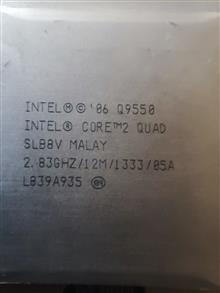 INTEL® ©'06 Q9550
INTEL® CORE™2 QUAD
SLB8V MALAY
2.83GHZ/12M/1333/05A
L839A935